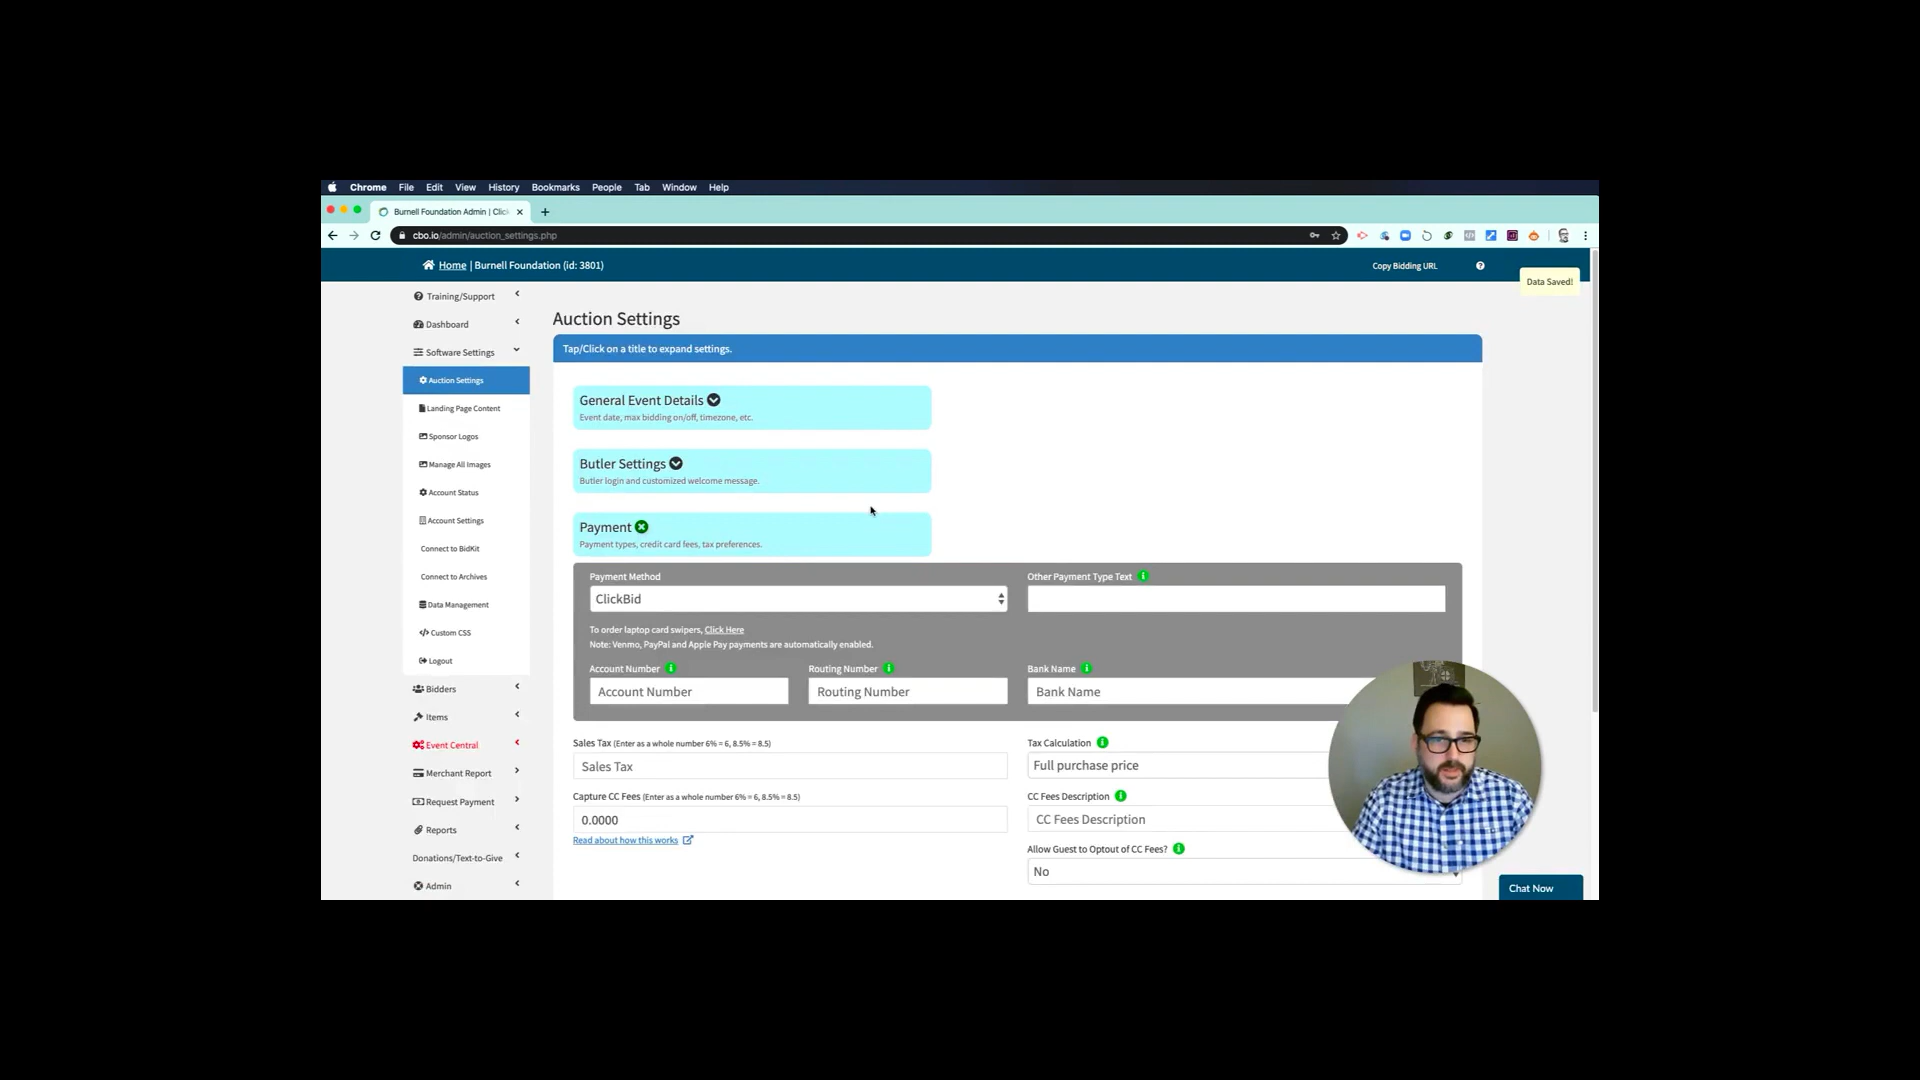 Chrome File Edit View History Bookmarks People Tab Window Help
Burnell Foundation Admin | Click
cbo.io/admin/auction_settings.php
Home | Burnell Foundation (id: 3801)
Copy Bidding URL
Data Saved!
Training/Support
Dashboard
Software Settings
Auction Settings
Landing Page Content
Sponsor Logos
Manage All Images
Account Status
Account Settings
Connect to BidKit
Connect to Archives
Data Management
Custom CSS
Logout
Bidders
Items
Event Central
Merchant Report
Request Payment
Reports
Donations/Text-to-Give
Admin
Auction Settings
Tap/Click on a title to expand settings.
General Event Details
Event date, max bidding on/off, timezone, etc.
Butler Settings
Butler login and customized welcome message.
Payment
Payment types, credit card fees, tax preferences.
Payment Method
ClickBid
Other Payment Type Text
To order laptop card swipers, Click Here
Note: Venmo, PayPal and Apple Pay payments are automatically enabled.
Account Number
Account Number
Routing Number
Routing Number
Bank Name
Bank Name
Sales Tax (Enter as a whole number 6% = 6, 8.5% = 8.5)
Sales Tax
Tax Calculation
Full purchase price
Capture CC Fees (Enter as a whole number 6% = 6, 8.5% = 8.5)
0.0000
Read about how this works
CC Fees Description
CC Fees Description
Allow Guest to Optout of CC Fees?
No
Chat Now